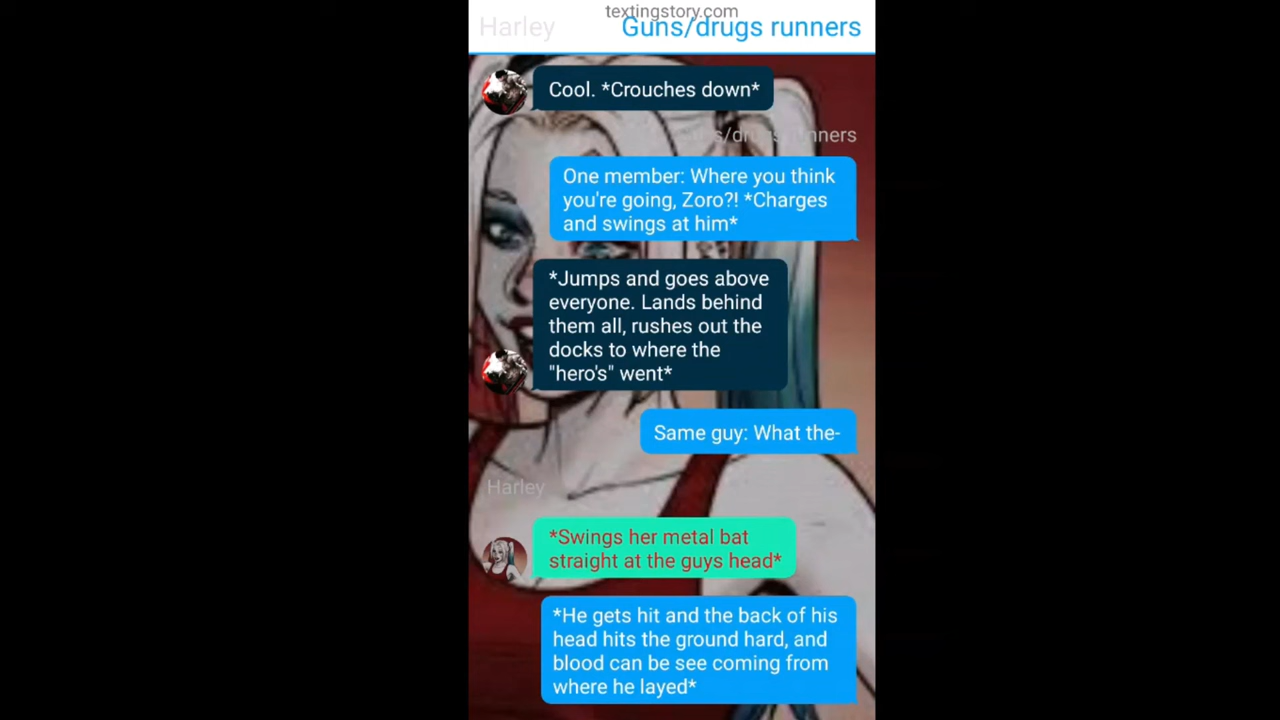 textingstory.com
Harley
Guns/drugs runners
Cool. *Crouches down*
s/drugs runners
One member: Where you think
you're going, Zoro?! *Charges
and swings at him*
*Jumps and goes above
everyone. Lands behind
them all, rushes out the
docks to where the
"hero's" went*
Same guy: What the-
Harley
*Swings her metal bat
straight at the guys head*
*He gets hit and the back of his
head hits the ground hard, and
blood can be see coming from
where he layed*